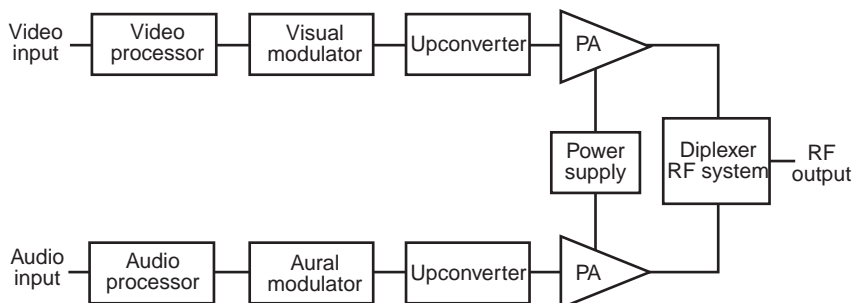 Video
input
Video
processor
Visual
modulator
Upconverter
PA
Power
supply
Diplexer
RF system
RF
output
Audio
input
Audio
processor
Aural
modulator
Upconverter
PA